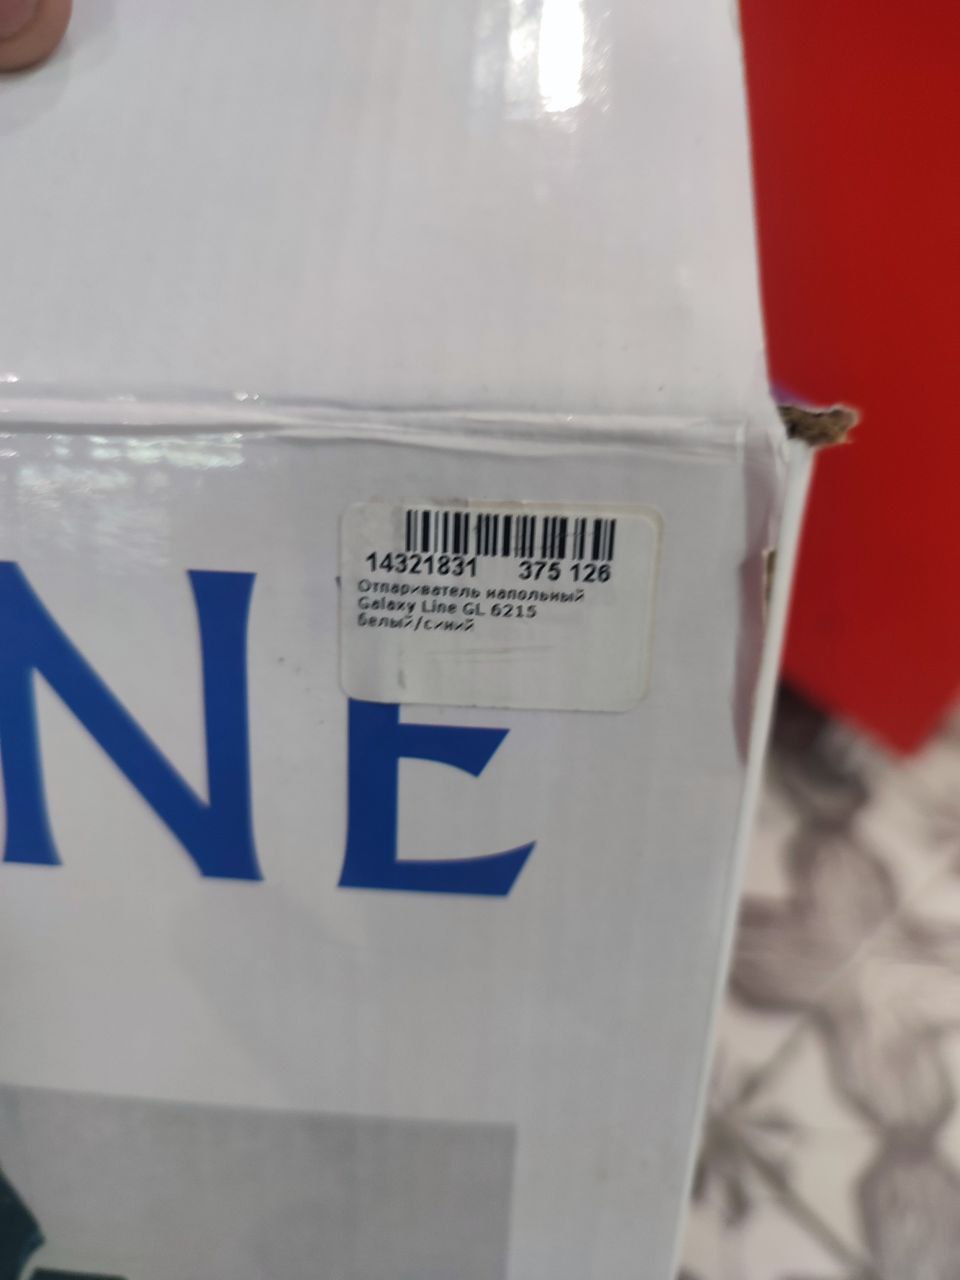 14321831 375 126
Отпариватель напольный
Galaxy Line GL 6215
белый/синий
NE